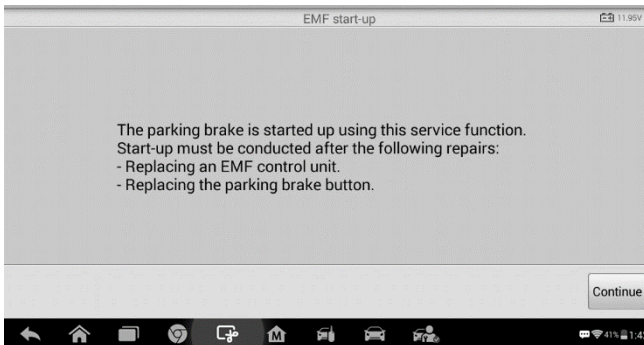 EMF start-up
11.95V
The parking brake is started up using this service function.
Start-up must be conducted after the following repairs:
- Replacing an EMF control unit.
- Replacing the parking brake button.
Continue
M
41%